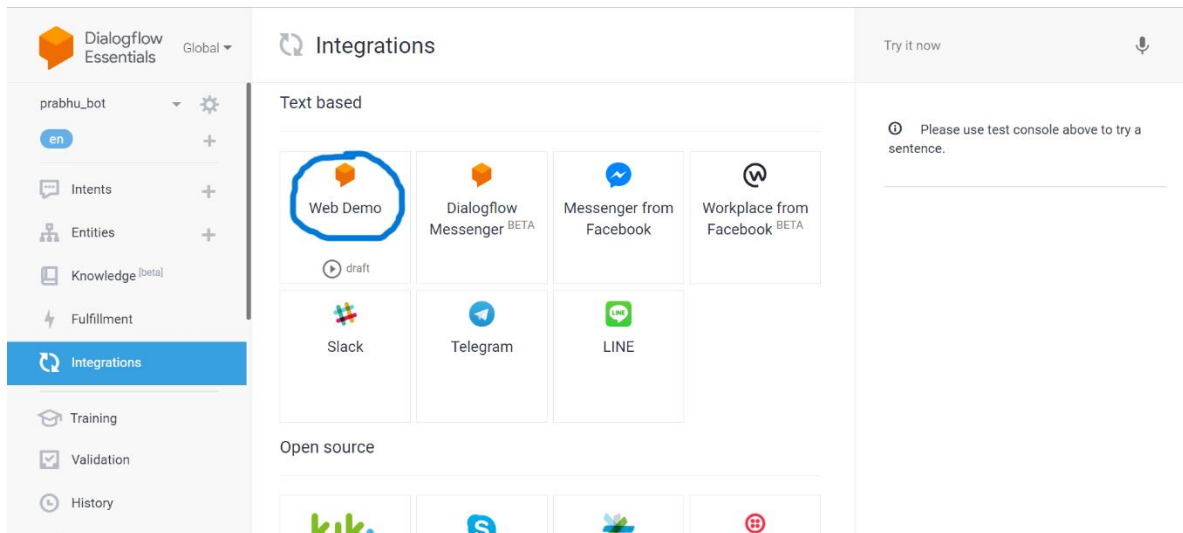 Dialogflow
Essentials
Global
Integrations
Try it now
prabhu_bot
en
Intents
Entities
Knowledge [beta]
Fulfillment
Integrations
Training
Validation
History
Text based
Web Demo
draft
Dialogflow
Messenger BETA
Messenger from
Facebook
Workplace from
Facebook BETA
Slack
Telegram
LINE
LINE
Open source
kik
S
Please use test console above to try a
sentence.